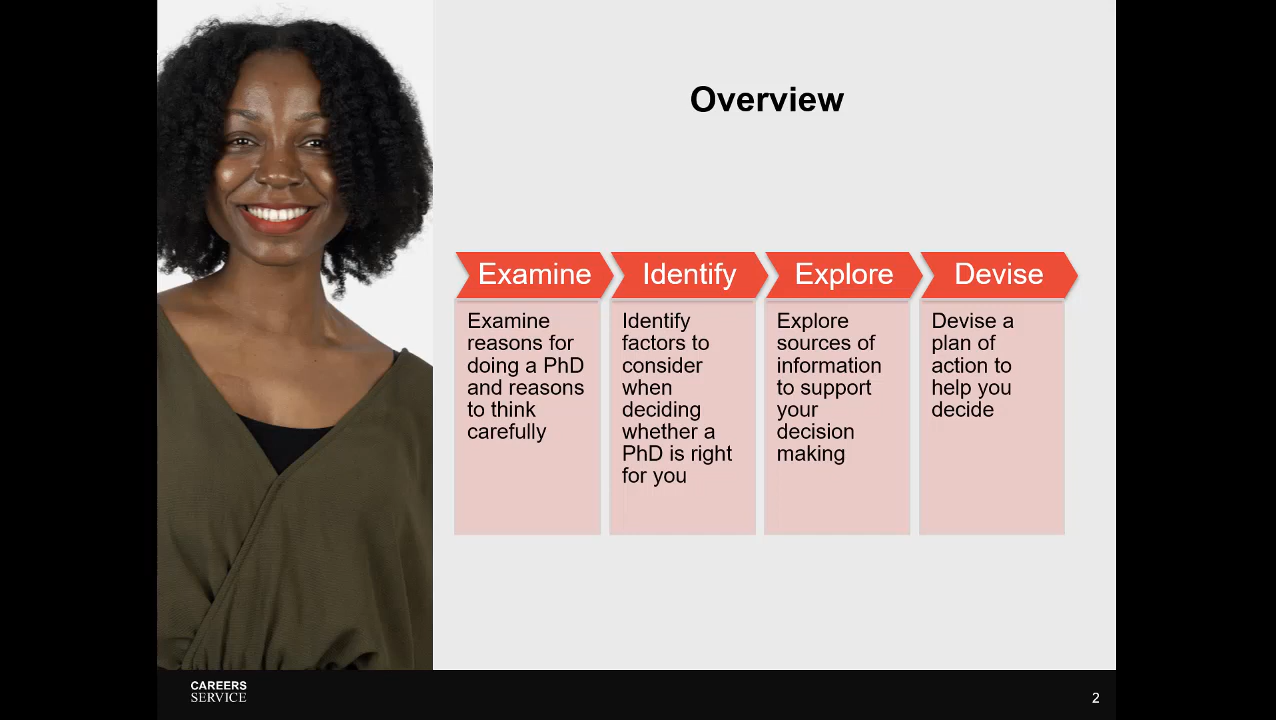 Overview
Examine
Examine
reasons for
doing a PhD
and reasons
to think
carefully
Identify
Identify
factors to
consider
when
deciding
whether a
PhD is right
for you
Explore
Explore
sources of
information
to support
your
decision
making
Devise
Devise a
plan of
action to
help you
decide
CAREERS
SERVICE
2